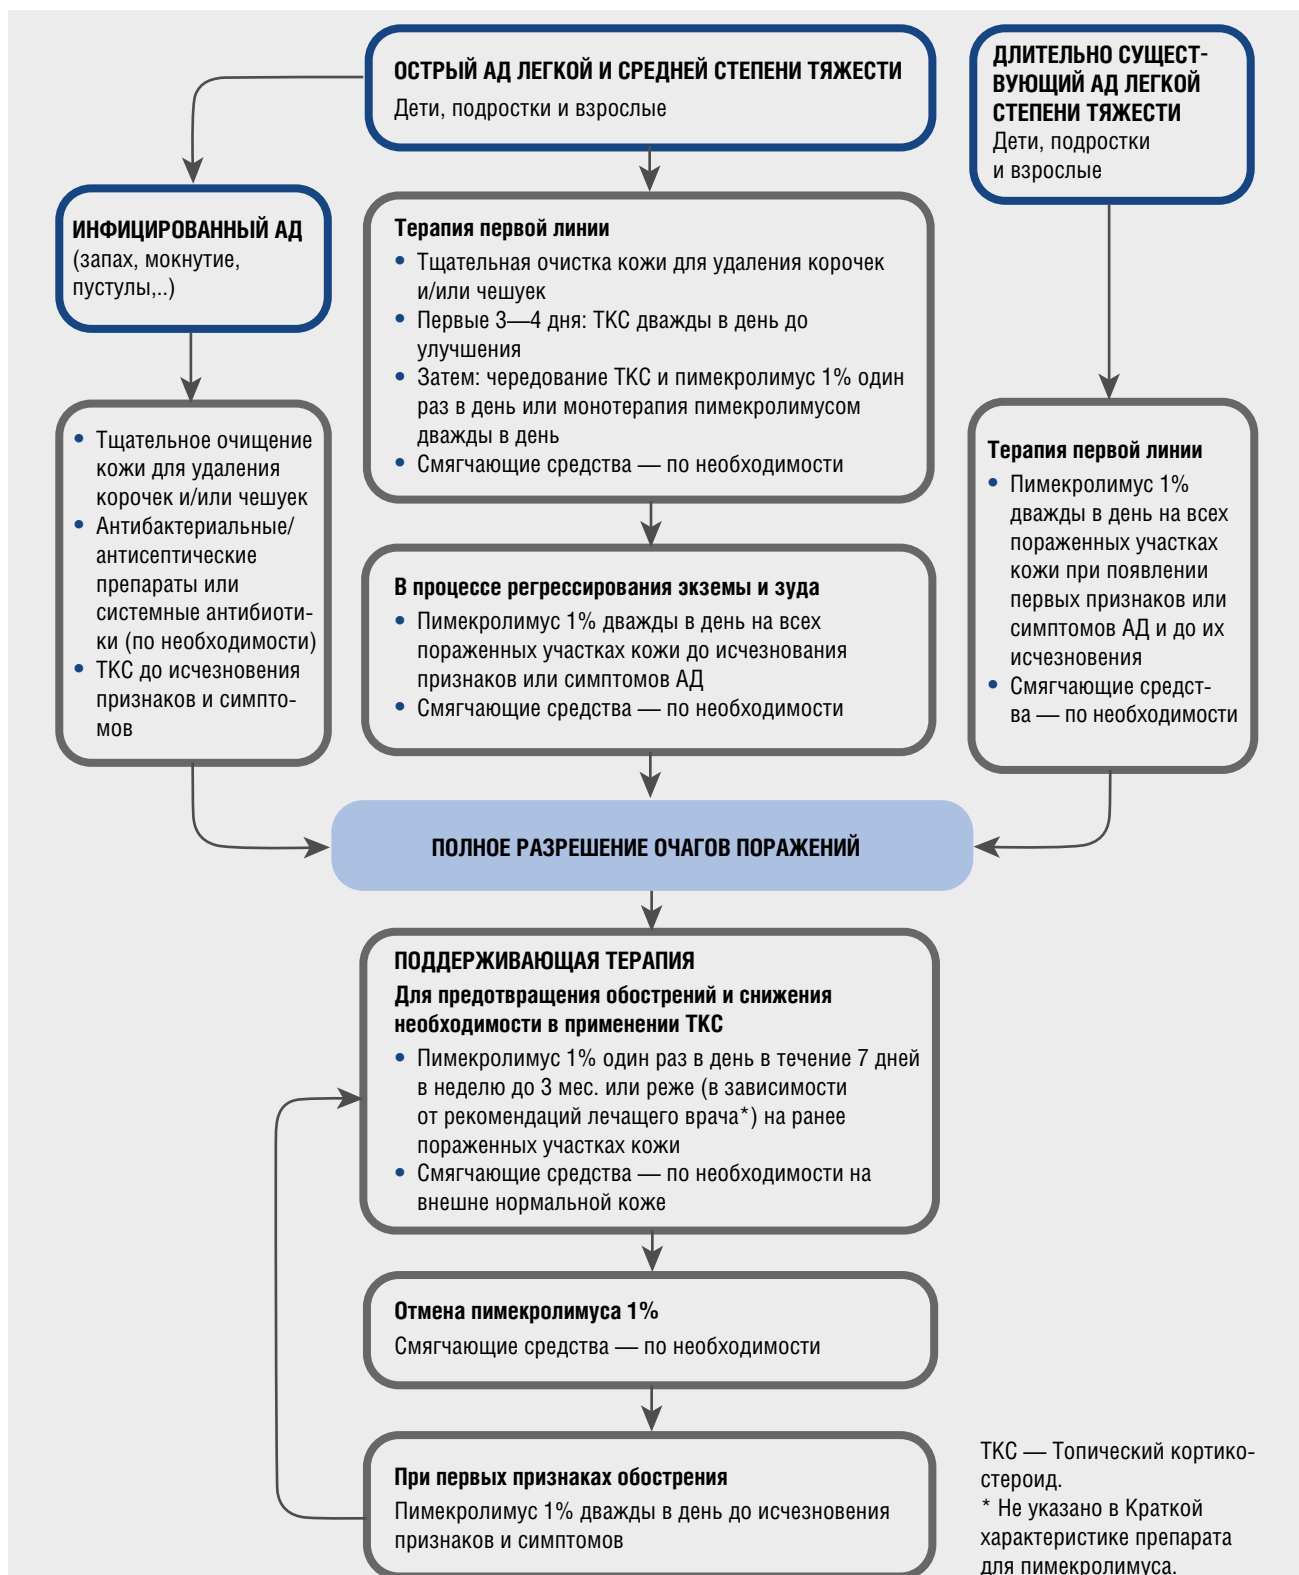 ОСТРЫЙ АД ЛЕГКОЙ И СРЕДНЕЙ СТЕПЕНИ ТЯЖЕСТИ
Дети, подростки и взрослые
ДЛИТЕЛЬНО СУЩЕСТ-
ВУЮЩИЙ АД ЛЕГКОЙ
СТЕПЕНИ ТЯЖЕСТИ
Дети, подростки
и взрослые
ИНФИЦИРОВАННЫЙ АД
(запах, мокнутие,
пустулы,..)
Терапия первой линии
• Тщательная очистка кожи для удаления корочек
и/или чешуек
• Первые 3—4 дня: ТКС дважды в день до
улучшения
• Затем: чередование ТКС и пимекролимус 1% один
раз в день или монотерапия пимекролимусом
дважды в день
• Смягчающие средства — по необходимости
• Тщательное очищение
кожи для удаления
корочек и/или чешуек
• Антибактериальные/
антисептические
препараты или
системные антибиоти-
ки (по необходимости)
• ТКС до исчезновения
признаков и симпто-
мов
В процессе регрессирования экземы и зуда
• Пимекролимус 1% дважды в день на всех
пораженных участках кожи до исчезнования
признаков или симптомов АД
• Смягчающие средства — по необходимости
Терапия первой линии
• Пимекролимус 1%
дважды в день на всех
пораженных участках
кожи при появлении
первых признаков или
симптомов АД и до их
исчезновения
• Смягчающие средст-
ва — по необходимости
ПОЛНОЕ РАЗРЕШЕНИЕ ОЧАГОВ ПОРАЖЕНИЙ
ПОДДЕРЖИВАЮЩАЯ ТЕРАПИЯ
Для предотвращения обострений и снижения
необходимости в применении ТКС
• Пимекролимус 1% один раз в день в течение 7 дней
в неделю до 3 мес. или реже (в зависимости
от рекомендаций лечащего врача*) на ранее
пораженных участках кожи
• Смягчающие средства — по необходимости на
внешне нормальной коже
Отмена пимекролимуса 1%
Смягчающие средства — по необходимости
При первых признаках обострения
Пимекролимус 1% дважды в день до исчезновения
признаков и симптомов
ТКС — Топический кортико-
стероид.
* Не указано в Краткой
характеристике препарата
для пимекролимуса.